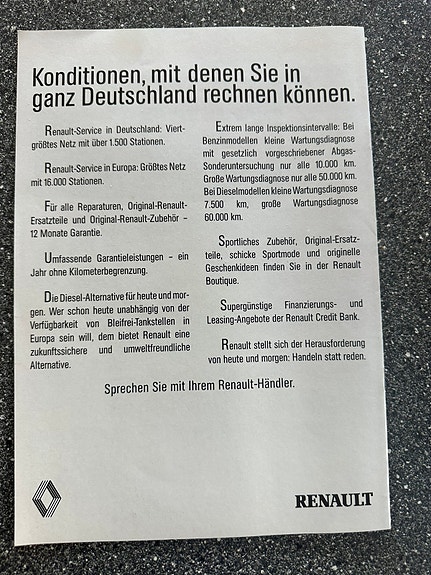 Konditionen, mit denen Sie in
ganz Deutschland rechnen können.
Renault-Service in Deutschland: Viert-
größtes Netz mit über 1.500 Stationen.
Renault-Service in Europa: Größtes Netz
mit 16.000 Stationen.
Für alle Reparaturen, Original-Renault-
Ersatzteile und Original-Renault-Zubehör –
12 Monate Garantie.
Umfassende Garantieleistungen – ein
Jahr ohne Kilometerbegrenzung.
Die Diesel-Alternative für heute und mor-
gen. Wer schon heute unabhängig von der
Verfügbarkeit von Bleifrei-Tankstellen in
Europa sein will, dem bietet Renault eine
zukunftssichere und umweltfreundliche
Alternative.
Extrem lange Inspektionsintervalle: Bei
Benzinmodellen kleine Wartungsdiagnose
mit gesetzlich vorgeschriebener Abgas-
Sonderuntersuchung nur alle 10.000 km.
Große Wartungsdiagnose nur alle 50.000 km.
Bei Dieselmodellen kleine Wartungsdiagnose
7.500 km, große Wartungsdiagnose
60.000 km.
Sportliches Zubehör, Original-Ersatz-
teile, schicke Sportmode und originelle
Geschenkideen finden Sie in der Renault
Boutique.
Supergünstige Finanzierungs- und
Leasing-Angebote der Renault Credit Bank.
Renault stellt sich der Herausforderung
von heute und morgen: Handeln statt reden.
Sprechen Sie mit Ihrem Renault-Händler.
RENAULT